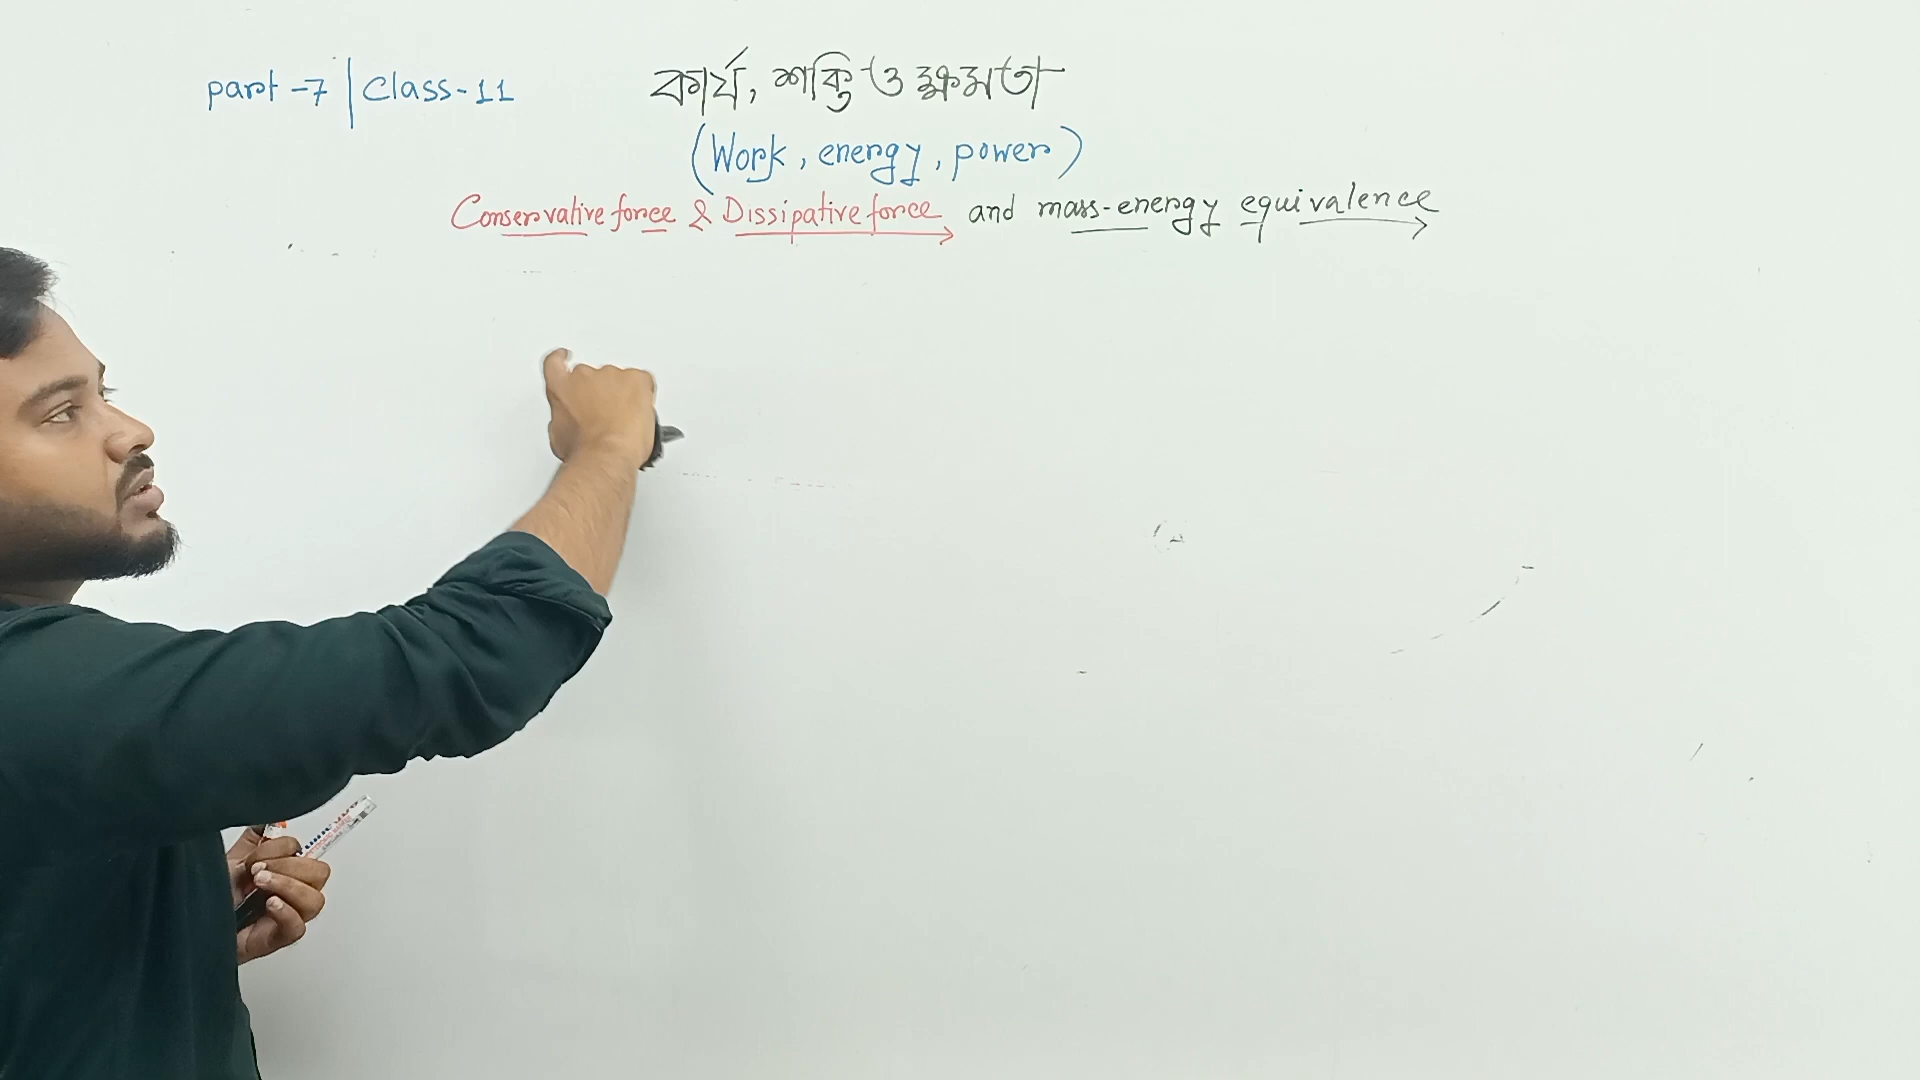 part-7 | Class-11 কার্য, শক্তি ও ক্ষমতা
(Work, energy, power)
Conservative force & Dissipative force and mass-energy equivalence